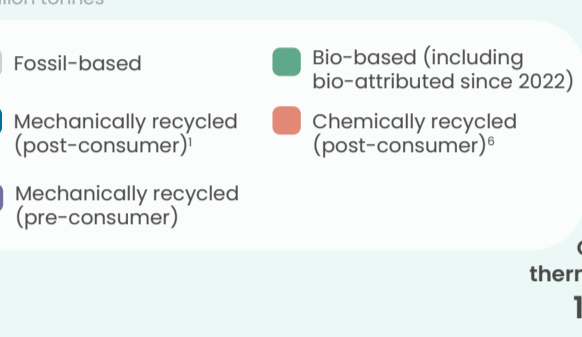 Fossil-based
Mechanically recycled
(post-consumer)¹
Mechanically recycled
(pre-consumer)
Bio-based (including
bio-attributed since 2022)
Chemically recycled
(post-consumer)⁶